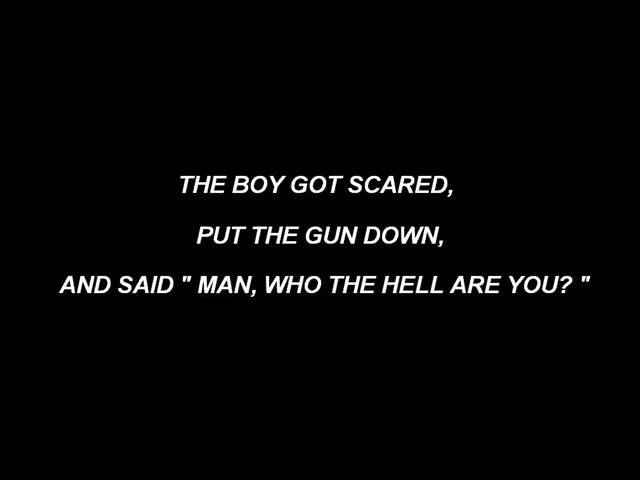 THE BOY GOT SCARED,
PUT THE GUN DOWN,
AND SAID " MAN, WHO THE HELL ARE YOU? "